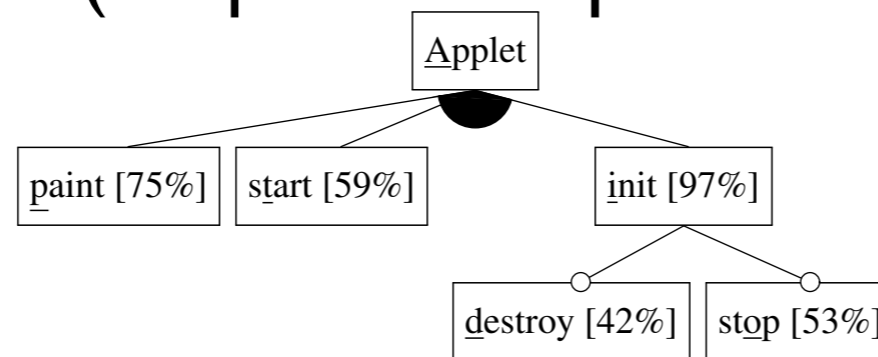 Applet
paint [75%] start [59%] init [97%]
destroy [42%] stop [53%]